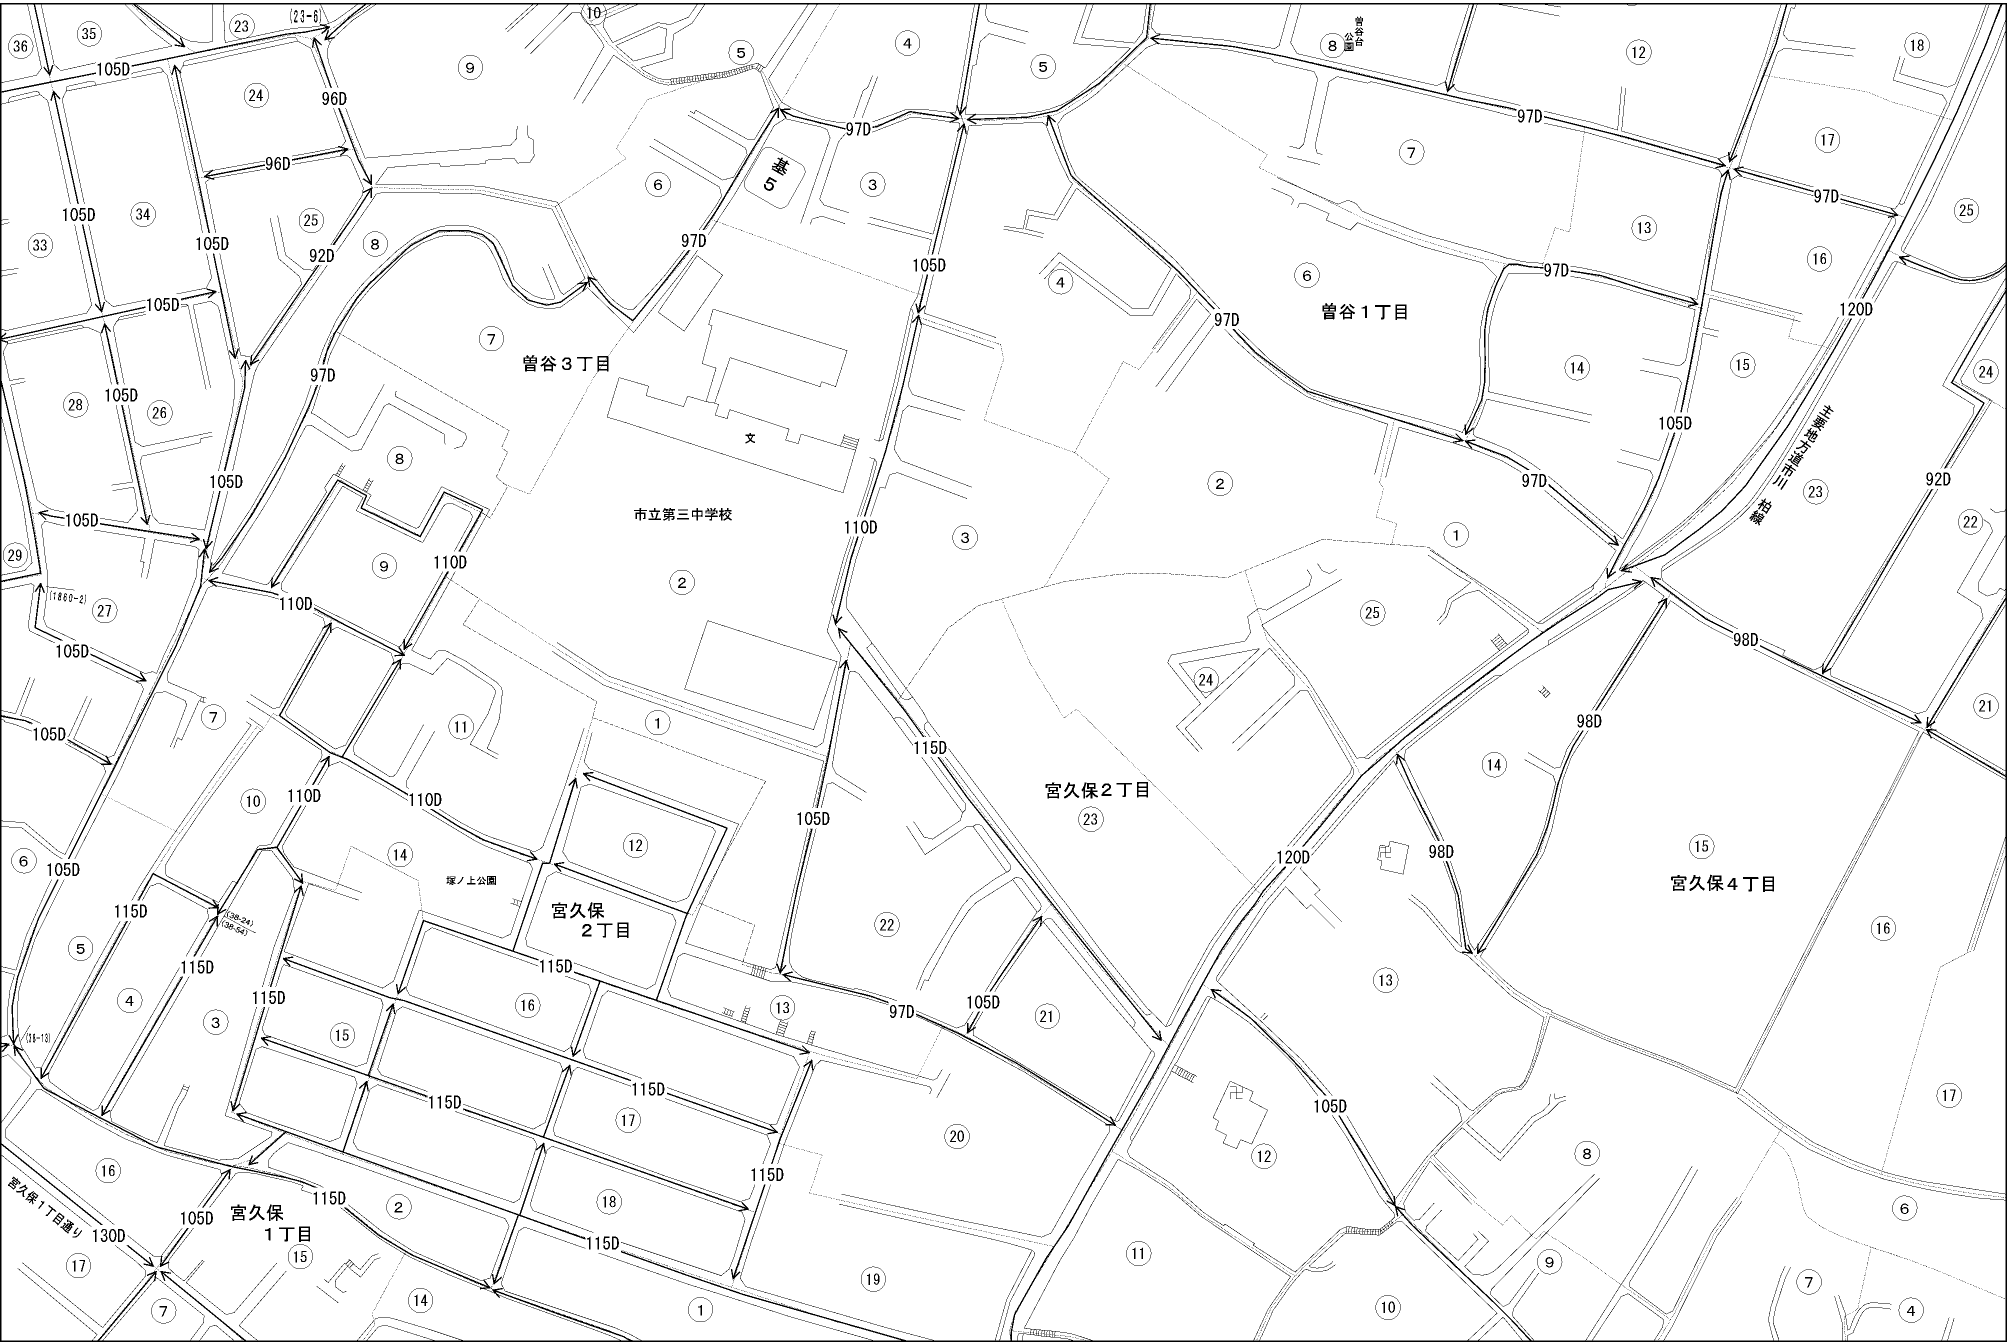 10
(23-6)
35
23
36
105D
9
5
4
5
8
曽谷台
公園
12
18
24
96D
97D
97D
7
17
96D
34
105D
33
105D
25
8
92D
6
基5
3
97D
105D
4
6
97D
13
16
25
97D
105D
7
曽谷3丁目
97D
曽谷1丁目
120D
28
105D
26
97D
14
15
24
文
8
105D
主要地方道市川 柏線
105D
105D
市立第三中学校
110D
2
97D
23
92D
22
29
(1860-2)
27
9
110D
3
1
110D
2
25
105D
98D
24
7
11
1
98D
21
105D
115D
14
10
110D
110D
宮久保2丁目
23
105D
6
105D
14
12
120D
98D
15
宮久保4丁目
塚ノ上公園
115D
(38-24)
(38-54)
宮久保
2丁目
22
16
5
115D
115D
4
115D
16
13
97D
105D
21
13
3
15
(38-13)
115D
115D
17
20
105D
17
12
8
16
115D
115D
18
2
宮久保1丁目通り
105D
宮久保
1丁目
6
130D
15
115D
11
9
17
19
7
7
14
1
10
4